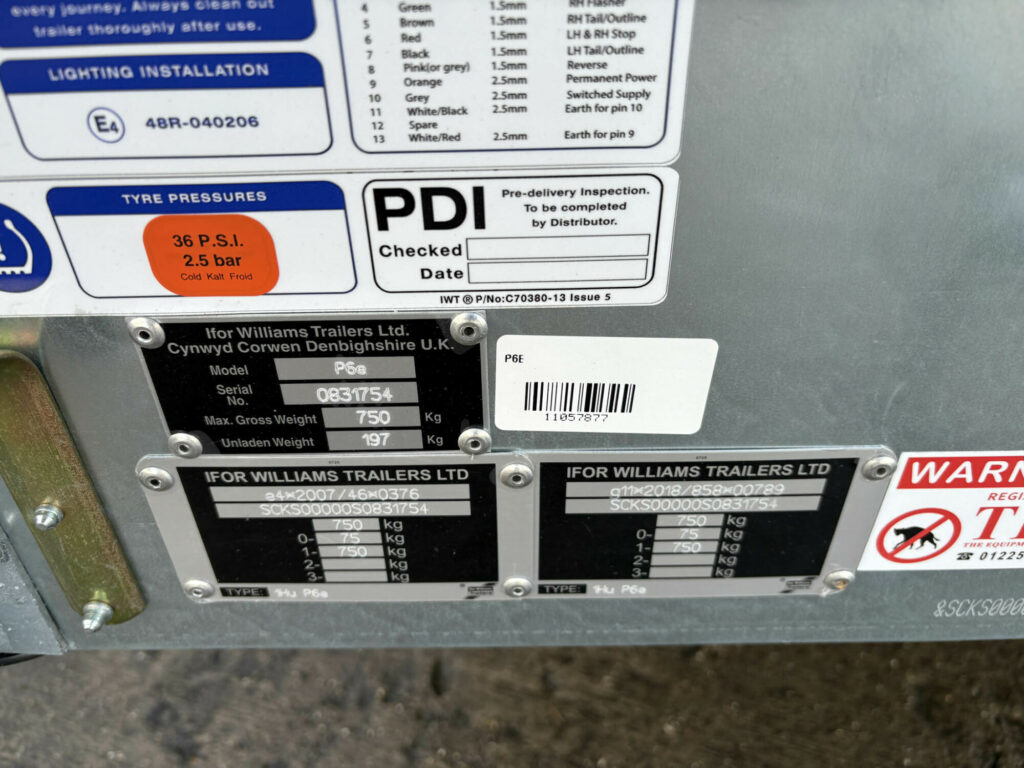 every journey. Always clean out
trailer thoroughly after use.
LIGHTING INSTALLATION
E4 48R-040206
4 Green 1.5mm RH Flasher
5 Brown 1.5mm RH Tail/Outline
6 Red 1.5mm LH & RH Stop
7 Black 1.5mm LH Tail/Outline
8 Pink(or grey) 1.5mm Reverse
9 Orange 2.5mm Permanent Power
10 Grey 2.5mm Switched Supply
11 White/Black 2.5mm Earth for pin 10
12 Spare
13 White/Red 2.5mm Earth for pin 9
TYRE PRESSURES
36 P.S.I.
2.5 bar
Cold Kalt Froid
PDI
Pre-delivery Inspection.
To be completed
by Distributor.
Checked
Date
IWT ® P/No:C70380-13 Issue 5
Ifor Williams Trailers Ltd.
Cynwyd Corwen Denbighshire U.K.
Model P6e
Serial No. 0831754
Max. Gross Weight 750 Kg
Unladen Weight 197 Kg
P6E
11057877
IFOR WILLIAMS TRAILERS LTD
e4*2007/46*0376
SCKS00000S0831754
750 kg
0- 75 kg
1- 750 kg
2- kg
3- kg
TYPE: 1Hu P6e
IFOR WILLIAMS TRAILERS LTD
g11*2018/858*00789
SCKS00000S0831754
750 kg
0- 75 kg
1- 750 kg
2- kg
3- kg
TYPE: 1Hu P6e
WARN
REGI
T
THE EQUIPM
☎ 01225
&SCKS0000